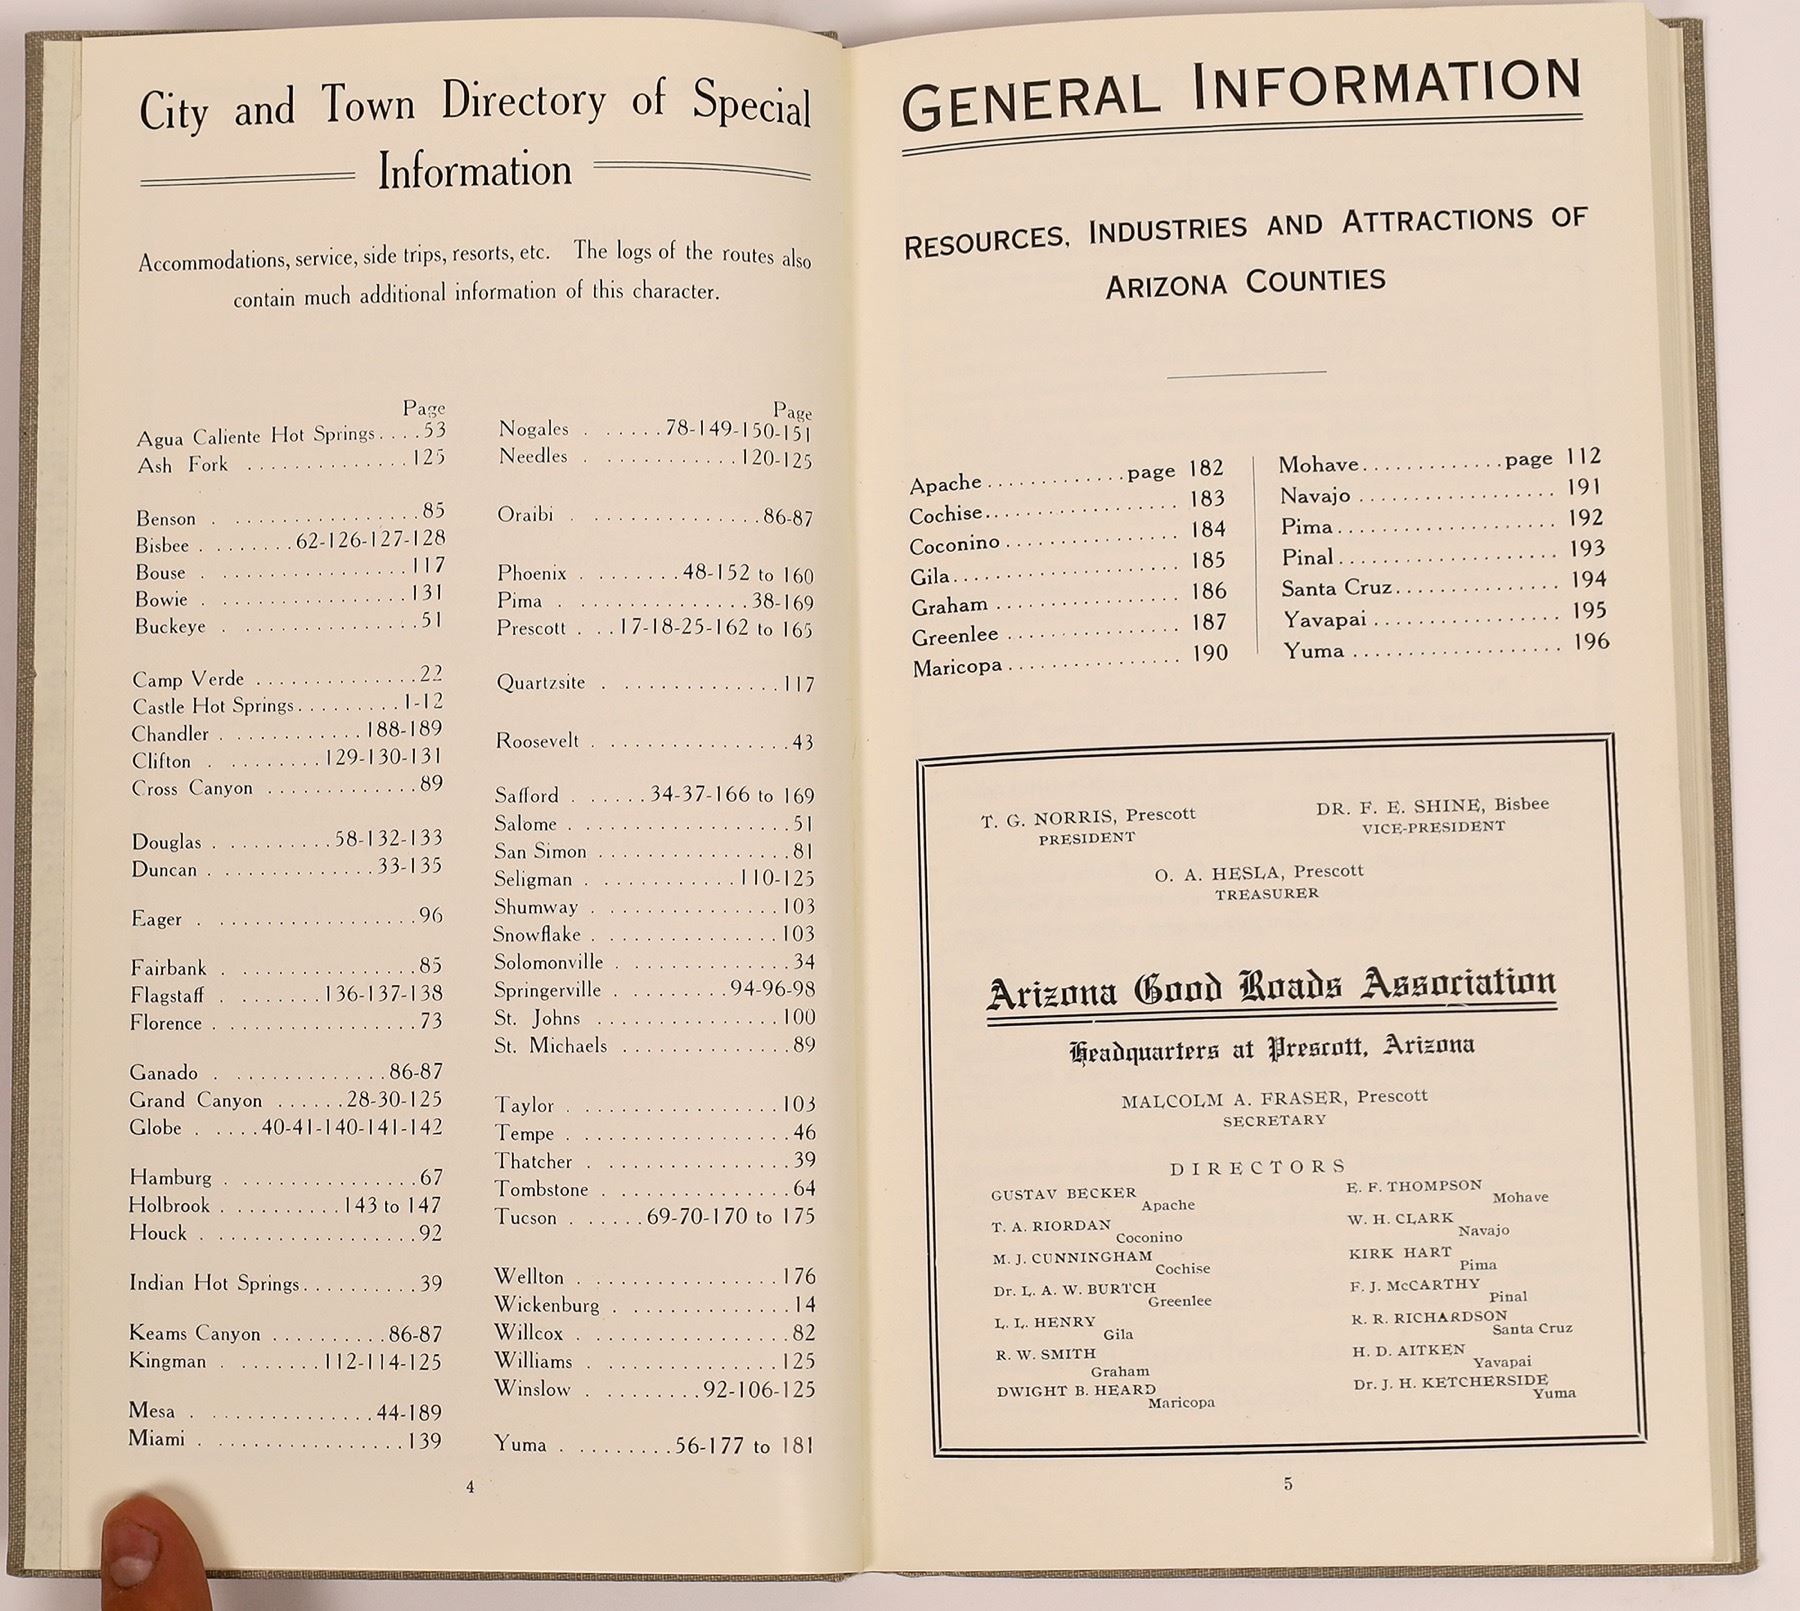 City and Town Directory of Special
Information
Accommodations, service, side trips, resorts, etc. The logs of the routes also
contain much additional information of this character.
Page
Agua Caliente Hot Springs....53
Ash Fork ..............125
Benson . ................85
Bisbee . .......62-126-127-128
Bouse . ................117
Bowie . ................131
Buckeye . ...............51
Camp Verde ..............22
Castle Hot Springs.........1-12
Chandler . ...........188-189
Clifton . ........129-130-131
Cross Canyon .............89
Douglas . ..........58-132-133
Duncan . .............33-135
Eager . .................96
Fairbank . ...............85
Flagstaff . .......136-137-138
Florence . ................73
Ganado . .............86-87
Grand Canyon ......28-30-125
Globe . ....40-41-140-141-142
Hamburg . ...............67
Holbrook . .........143 to 147
Houck . .................92
Indian Hot Springs..........39
Keams Canyon ..........86-87
Kingman . .......112-114-125
Mesa . ...............44-189
Miami . ................139
Page
Nogales . .....78-149-150-151
Needles . ...........120-125
Oraibi . .............86-87
Phoenix . .......48-152 to 160
Pima . ..............38-169
Prescott . ..17-18-25-162 to 165
Quartzsite . .............117
Roosevelt . ...............43
Safford . .....34-37-166 to 169
Salome . .................51
San Simon ................81
Seligman . ...........110-125
Shumway . ...............103
Snowflake . ..............103
Solomonville . .............34
Springerville . ........94-96-98
St. Johns ................100
St. Michaels ..............89
Taylor . ................103
Tempe . .................46
Thatcher . ...............39
Tombstone . ..............64
Tucson . .....69-70-170 to 175
Wellton . ...............176
Wickenburg . .............14
Willcox . ................82
Williams . ..............125
Winslow . ........92-106-125
Yuma . ........56-177 to 181
4
GENERAL INFORMATION
RESOURCES, INDUSTRIES AND ATTRACTIONS OF
ARIZONA COUNTIES
Apache.............page 182
Cochise..................183
Coconino................184
Gila.....................185
Graham .................186
Greenlee ................187
Maricopa................190
Mohave.............page 112
Navajo ..................191
Pima....................192
Pinal....................193
Santa Cruz...............194
Yavapai.................195
Yuma ...................196
T. G. NORRIS, Prescott
PRESIDENT
DR. F. E. SHINE, Bisbee
VICE-PRESIDENT
O. A. HESLA, Prescott
TREASURER
Arizona Good Roads Association
Headquarters at Prescott, Arizona
MALCOLM A. FRASER, Prescott
SECRETARY
DIRECTORS
GUSTAV BECKER
Apache
T. A. RIORDAN
Coconino
M. J. CUNNINGHAM
Cochise
Dr. L. A. W. BURTCH
Greenlee
L. L. HENRY
Gila
R. W. SMITH
Graham
DWIGHT B. HEARD
Maricopa
E. F. THOMPSON
Mohave
W. H. CLARK
Navajo
KIRK HART
Pima
F. J. McCARTHY
Pinal
R. R. RICHARDSON
Santa Cruz
H. D. AITKEN
Yavapai
Dr. J. H. KETCHERSIDE
Yuma
5